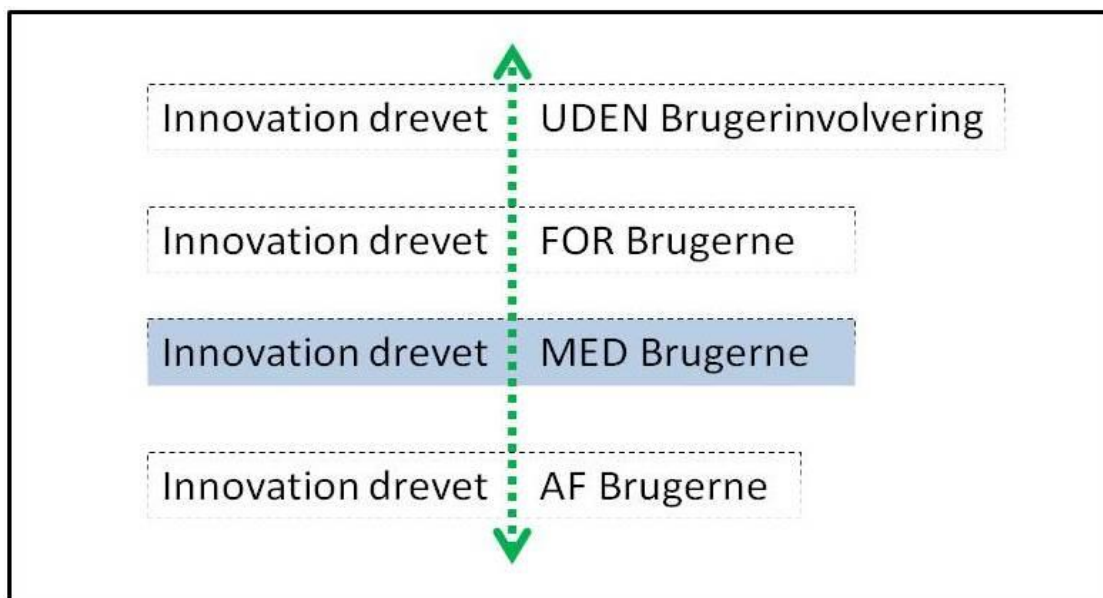 Innovation drevet UDEN Brugerinvolvering
Innovation drevet FOR Brugerne
Innovation drevet MED Brugerne
Innovation drevet AF Brugerne